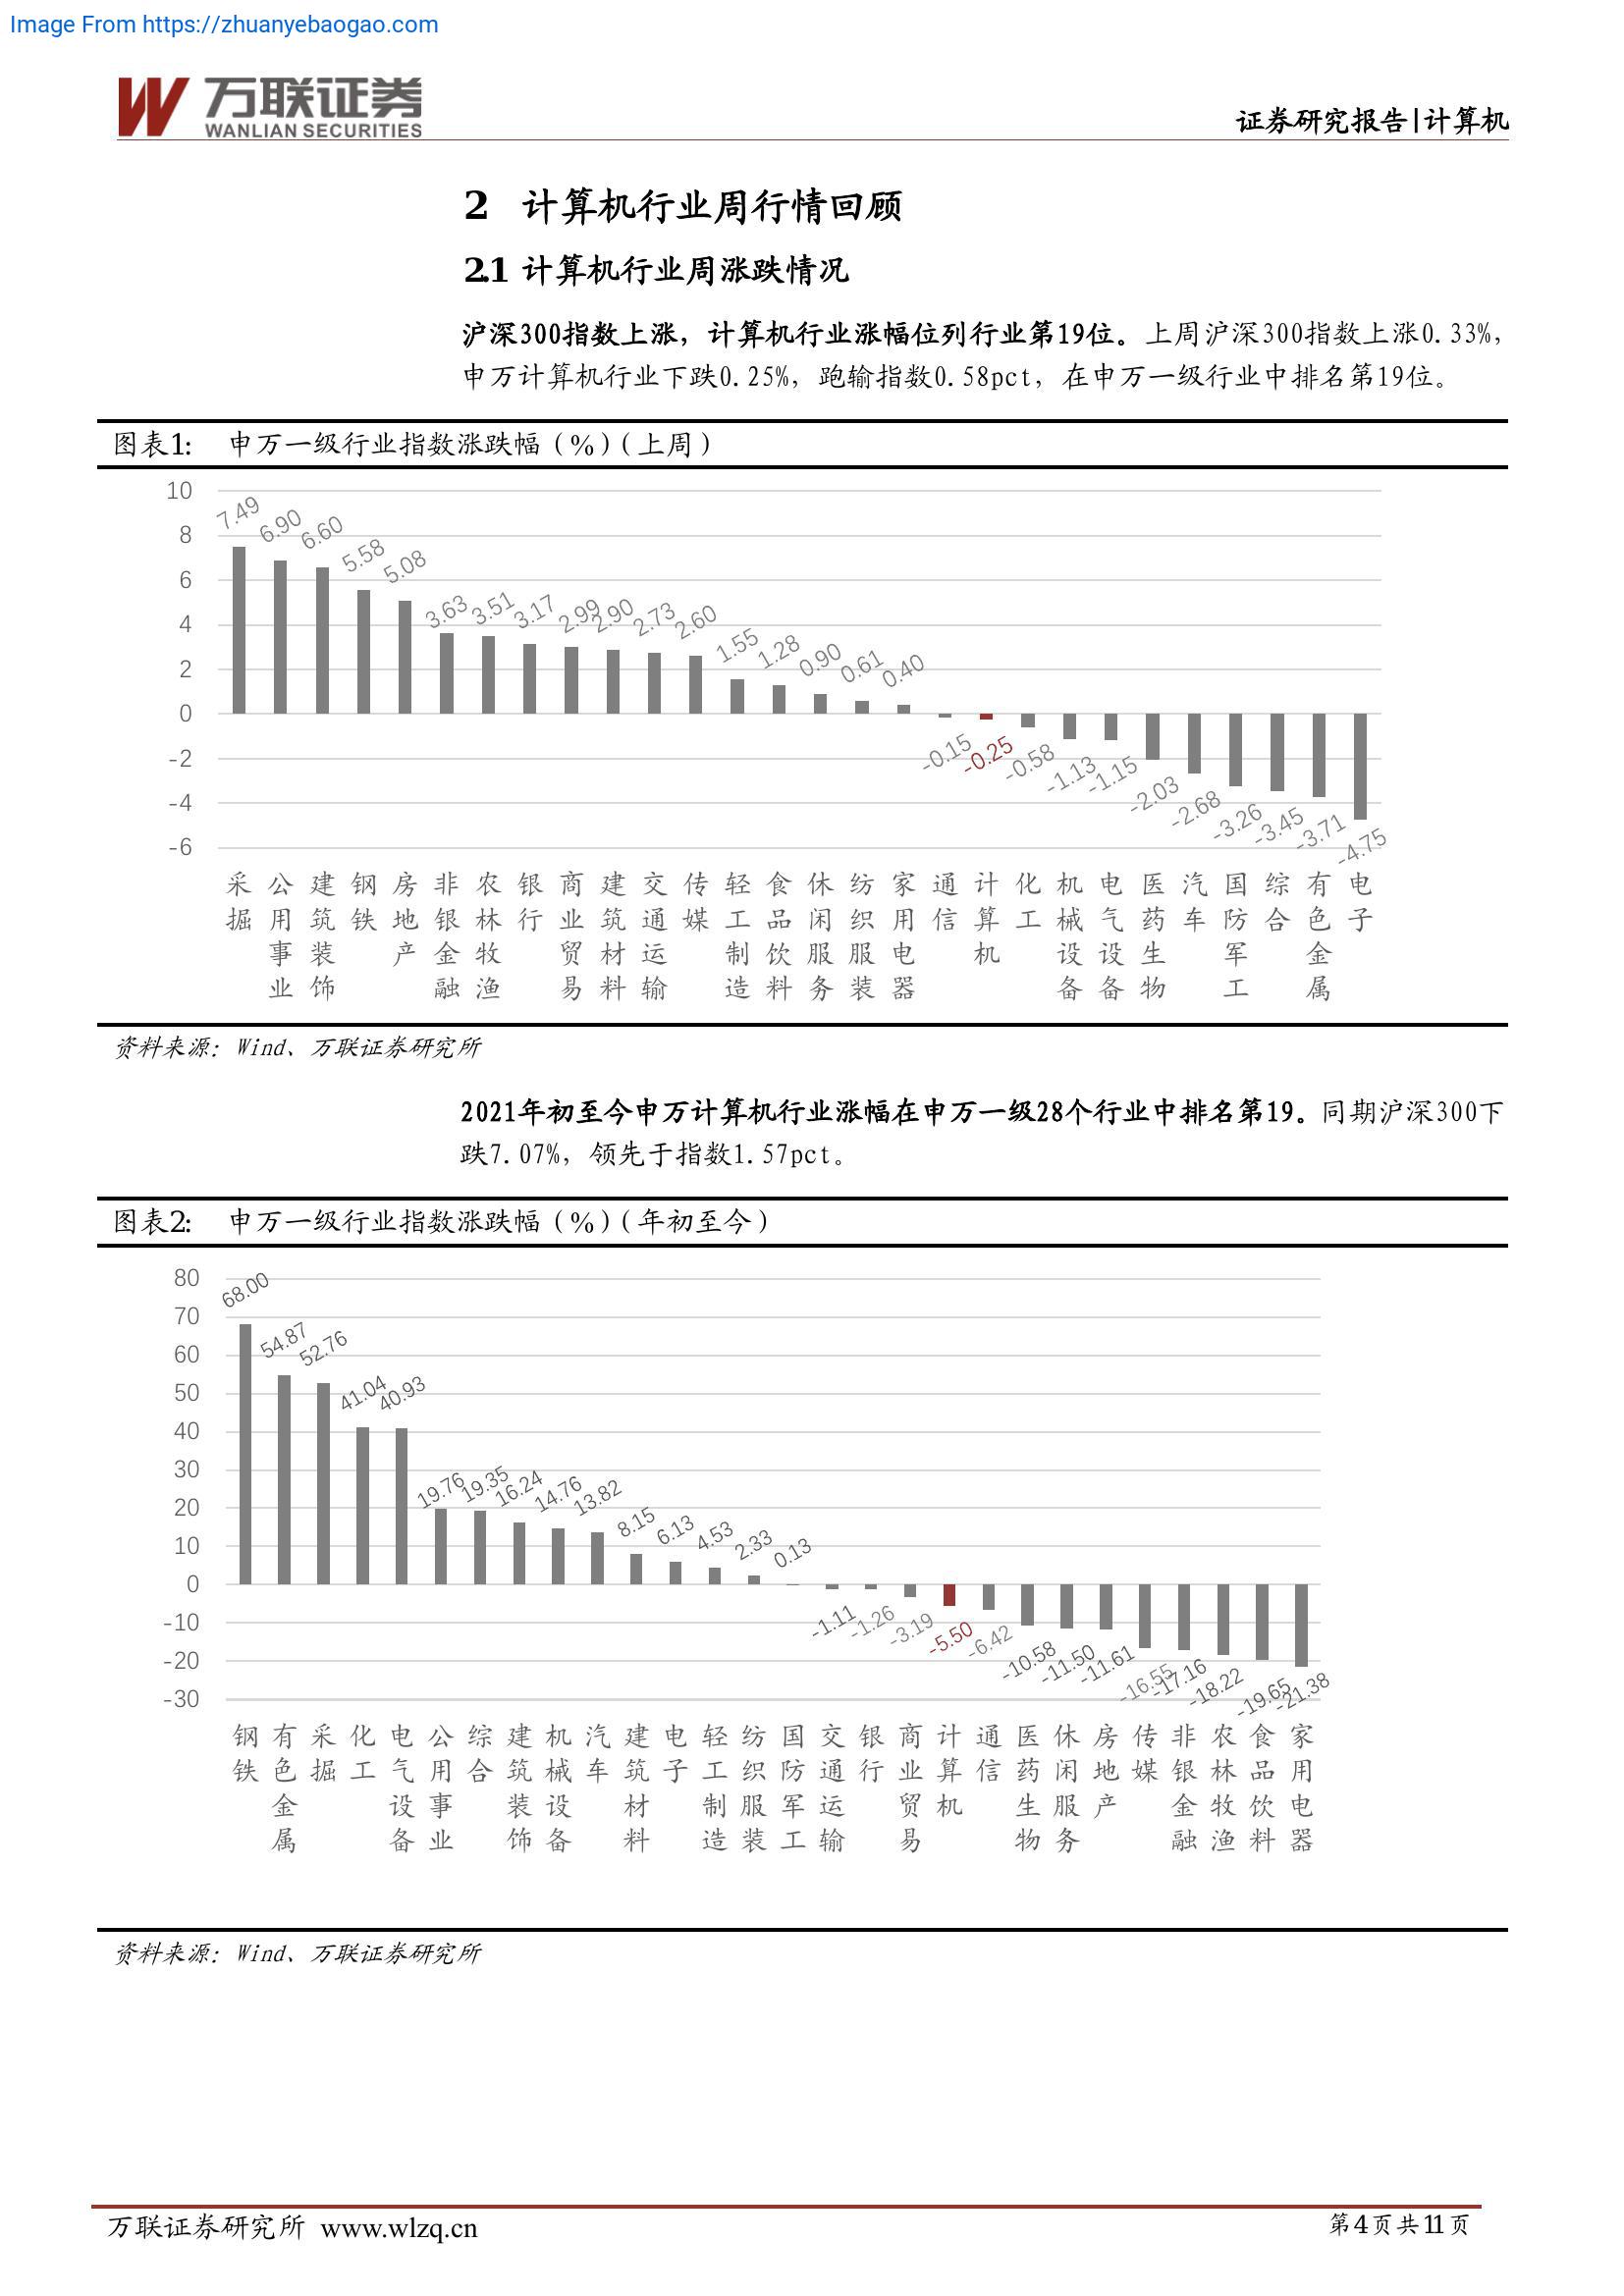 Image From https://zhuanyebaogao.com
万联证券
WANLIAN SECURITIES
证券研究报告|计算机
2 计算机行业周行情回顾
2.1 计算机行业周涨跌情况
沪深300指数上涨，计算机行业涨幅位列行业第19位。上周沪深300指数上涨0.33%，
申万计算机行业下跌0.25%，跑输指数0.58pct，在申万一级行业中排名第19位。
图表1： 申万一级行业指数涨跌幅（%）(上周）
10
8
6
4
2
0
-2
-4
-6
7.49 6.90 6.60 5.58 5.08 3.63 3.51 3.17 2.99 2.90 2.73 2.60 1.55 1.28 0.90 0.61 0.40 -0.15 -0.25 -0.58 -1.13 -1.15 -2.03 -2.68 -3.26 -3.45 -3.71 -4.75
采掘 公用事业 建筑装饰 钢铁 房地产 非银金融 农林牧渔 银行 商业贸易 建筑材料 交通运输 传媒 轻工制造 食品饮料 休闲服务 纺织服装 家用电器 通信 计算机 化工 机械设备 电气设备 医药生物 汽车 国防军工 综合 有色金属 电子
资料来源：Wind、万联证券研究所
2021年初至今申万计算机行业涨幅在申万一级28个行业中排名第19。同期沪深300下
跌7.07%，领先于指数1.57pct。
图表2： 申万一级行业指数涨跌幅（%）(年初至今）
80
70
60
50
40
30
20
10
0
-10
-20
-30
68.00 54.87 52.76 41.04 40.93 19.76 19.35 16.24 14.76 13.82 8.15 6.13 4.53 2.33 0.13 -1.11 -1.26 -3.19 -5.50 -6.42 -10.58 -11.50 -11.61 -16.55 -17.16 -18.22 -19.65 -21.38
钢铁 有色金属 采掘 化工 电气设备 公用事业 综合 建筑装饰 机械设备 汽车 建筑材料 电子 轻工制造 纺织服装 国防军工 交通运输 银行 商业贸易 计算机 通信 医药生物 休闲服务 房地产 传媒 非银金融 农林牧渔 食品饮料 家用电器
资料来源：Wind、万联证券研究所
万联证券研究所 www.wlzq.cn
第4页共11页